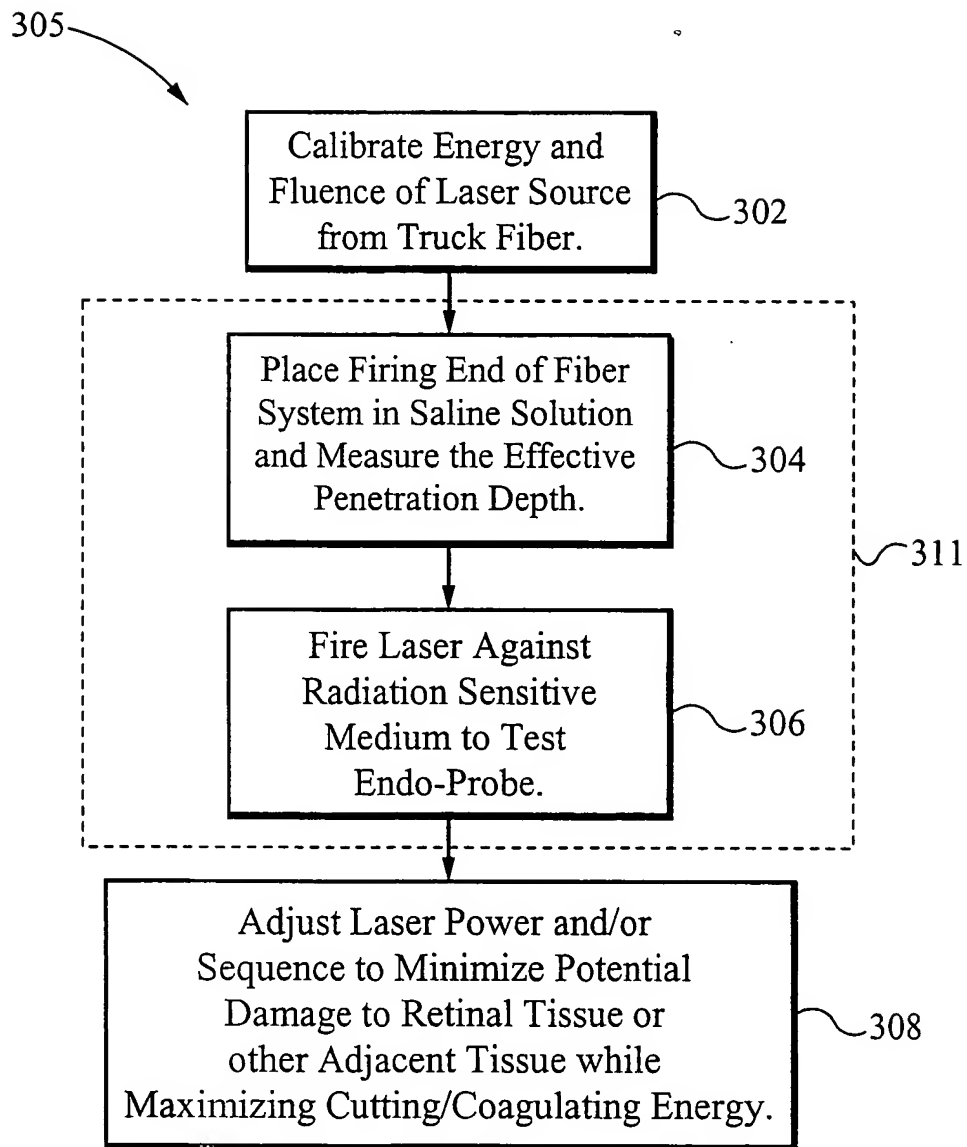 305
Calibrate Energy and
Fluence of Laser Source
from Truck Fiber.
302
Place Firing End of Fiber
System in Saline Solution
and Measure the Effective
Penetration Depth.
304
311
Fire Laser Against
Radiation Sensitive
Medium to Test
Endo-Probe.
306
Adjust Laser Power and/or
Sequence to Minimize Potential
Damage to Retinal Tissue or
other Adjacent Tissue while
Maximizing Cutting/Coagulating Energy.
308